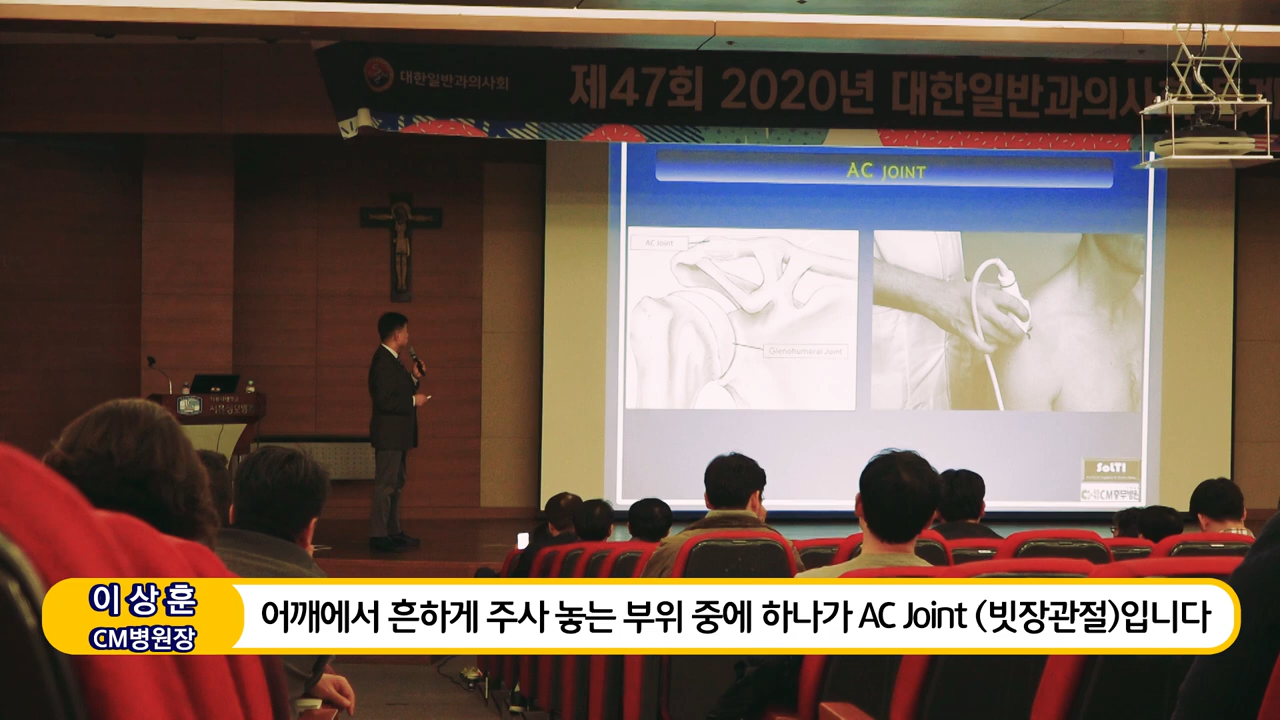 대한일반과의사회
제47회 2020년 대한일반과의사
AC JOINT
AC Joint
Glenohumeral Joint
SoLTI
CM충무병원
이상훈
CM병원장
어깨에서 흔하게 주사 놓는 부위 중에 하나가 AC Joint (빗장관절)입니다